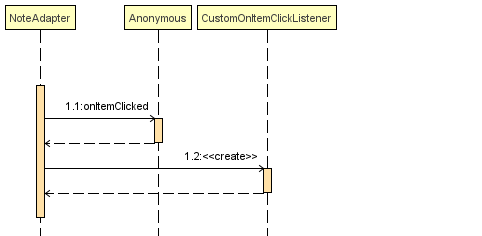 NoteAdapter
Anonymous
CustomOnItemClickListener
1.1:onItemClicked
1.2:<<create>>